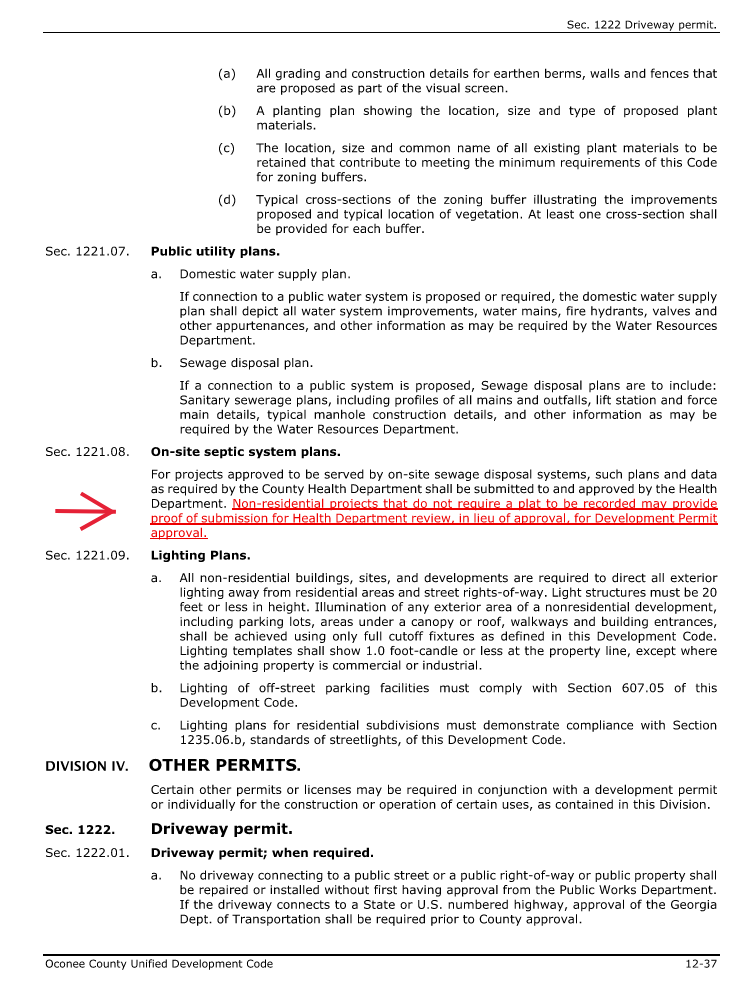 Sec. 1222 Driveway permit.
(a) All grading and construction details for earthen berms, walls and fences that
are proposed as part of the visual screen.
(b) A planting plan showing the location, size and type of proposed plant
materials.
(c) The location, size and common name of all existing plant materials to be
retained that contribute to meeting the minimum requirements of this Code
for zoning buffers.
(d) Typical cross-sections of the zoning buffer illustrating the improvements
proposed and typical location of vegetation. At least one cross-section shall
be provided for each buffer.
Sec. 1221.07. Public utility plans.
a. Domestic water supply plan.
If connection to a public water system is proposed or required, the domestic water supply
plan shall depict all water system improvements, water mains, fire hydrants, valves and
other appurtenances, and other information as may be required by the Water Resources
Department.
b. Sewage disposal plan.
If a connection to a public system is proposed, Sewage disposal plans are to include:
Sanitary sewerage plans, including profiles of all mains and outfalls, lift station and force
main details, typical manhole construction details, and other information as may be
required by the Water Resources Department.
Sec. 1221.08. On-site septic system plans.
For projects approved to be served by on-site sewage disposal systems, such plans and data
as required by the County Health Department shall be submitted to and approved by the Health
Department. Non-residential projects that do not require a plat to be recorded may provide
proof of submission for Health Department review, in lieu of approval, for Development Permit
approval.
Sec. 1221.09. Lighting Plans.
a. All non-residential buildings, sites, and developments are required to direct all exterior
lighting away from residential areas and street rights-of-way. Light structures must be 20
feet or less in height. Illumination of any exterior area of a nonresidential development,
including parking lots, areas under a canopy or roof, walkways and building entrances,
shall be achieved using only full cutoff fixtures as defined in this Development Code.
Lighting templates shall show 1.0 foot-candle or less at the property line, except where
the adjoining property is commercial or industrial.
b. Lighting of off-street parking facilities must comply with Section 607.05 of this
Development Code.
c. Lighting plans for residential subdivisions must demonstrate compliance with Section
1235.06.b, standards of streetlights, of this Development Code.
DIVISION IV. OTHER PERMITS.
Certain other permits or licenses may be required in conjunction with a development permit
or individually for the construction or operation of certain uses, as contained in this Division.
Sec. 1222. Driveway permit.
Sec. 1222.01. Driveway permit; when required.
a. No driveway connecting to a public street or a public right-of-way or public property shall
be repaired or installed without first having approval from the Public Works Department.
If the driveway connects to a State or U.S. numbered highway, approval of the Georgia
Dept. of Transportation shall be required prior to County approval.
Oconee County Unified Development Code 12-37